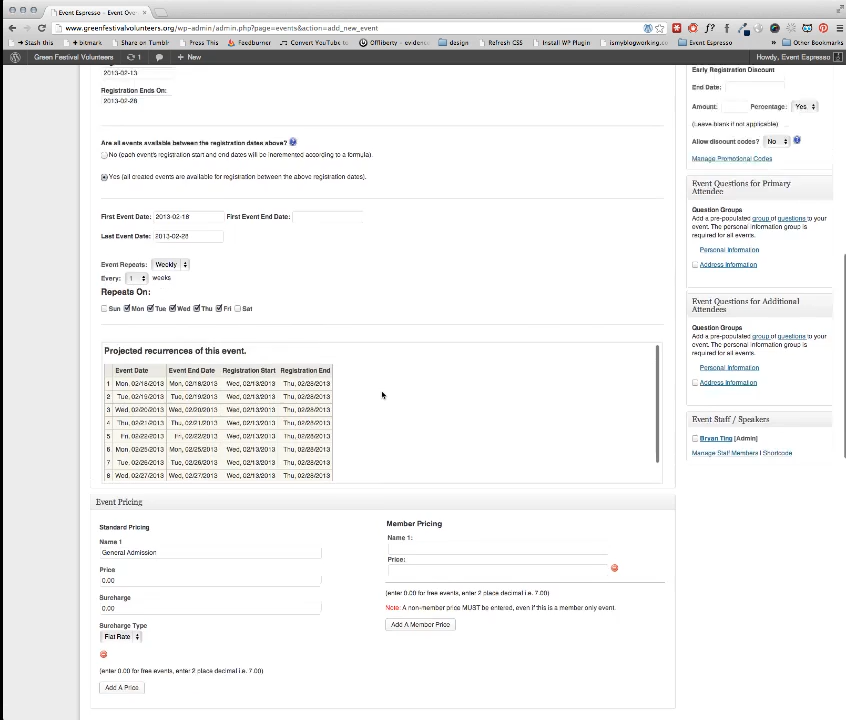 Event Espresso – Event Over
www.greenfestivalvolunteers.org/wp-admin/admin.php?page=events&action=add_new_event
Stash this
bitmark
Share on Tumblr
Press This
Feedburner
Convert YouTube to
Offliberty – evidence
design
Refresh CSS
Install WP Plugin
ismyblogworking.co
Event Espresso
»
Other Bookmarks
Green Festival Volunteers
1
+ New
Howdy, Event Espresso
2013-02-13
Registration Ends On:
2013-02-28
Are all events available between the registration dates above?
No (each event's registration start and end dates will be incremented according to a formula).
Yes (all created events are available for registration between the above registration dates).
First Event Date: 2013-02-18 First Event End Date:
Last Event Date: 2013-02-28
Event Repeats: Weekly
Every: 1 weeks
Repeats On:
Sun Mon Tue Wed Thu Fri Sat
Projected recurrences of this event.
Event Date Event End Date Registration Start Registration End
1 Mon, 02/18/2013 Mon, 02/18/2013 Wed, 02/13/2013 Thu, 02/28/2013
2 Tue, 02/19/2013 Tue, 02/19/2013 Wed, 02/13/2013 Thu, 02/28/2013
3 Wed, 02/20/2013 Wed, 02/20/2013 Wed, 02/13/2013 Thu, 02/28/2013
4 Thu, 02/21/2013 Thu, 02/21/2013 Wed, 02/13/2013 Thu, 02/28/2013
5 Fri, 02/22/2013 Fri, 02/22/2013 Wed, 02/13/2013 Thu, 02/28/2013
6 Mon, 02/25/2013 Mon, 02/25/2013 Wed, 02/13/2013 Thu, 02/28/2013
7 Tue, 02/26/2013 Tue, 02/26/2013 Wed, 02/13/2013 Thu, 02/28/2013
8 Wed, 02/27/2013 Wed, 02/27/2013 Wed, 02/13/2013 Thu, 02/28/2013
Event Pricing
Standard Pricing
Name 1
General Admission
Price
0.00
Surcharge
0.00
Surcharge Type
Flat Rate
(enter 0.00 for free events, enter 2 place decimal i.e. 7.00)
Add A Price
Member Pricing
Name 1:
Price:
(enter 0.00 for free events, enter 2 place decimal i.e. 7.00)
Note: A non-member price MUST be entered, even if this is a member only event.
Add A Member Price
Early Registration Discount
End Date:
Amount: Percentage: Yes
(Leave blank if not applicable)
Allow discount codes? No
Manage Promotional Codes
Event Questions for Primary
Attendee
Question Groups
Add a pre-populated group of questions to your
event. The personal information group is
required for all events.
Personal Information
Address Information
Event Questions for Additional
Attendees
Question Groups
Add a pre-populated group of questions to your
event. The personal information group is
required for all events.
Personal Information
Address Information
Event Staff / Speakers
Bryan Ting [Admin]
Manage Staff Members | Shortcode